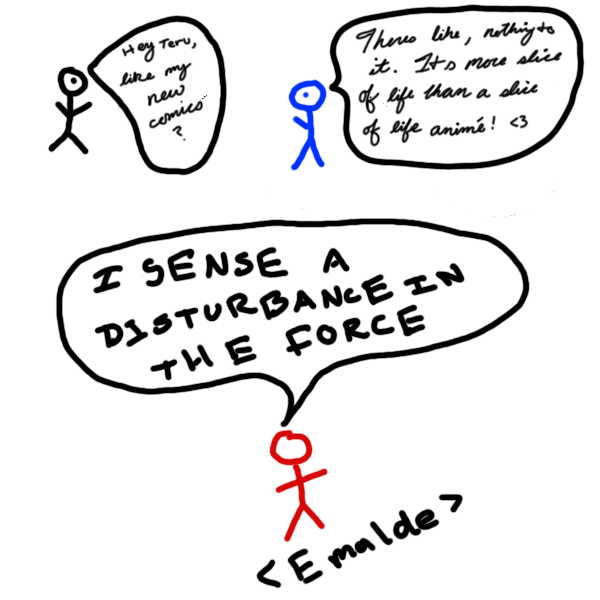 Hey Teru,
like my
new
comics
?
Theres like, nothing to
it. It's more slice
of life than a slice
of life animé! <3
I SENSE A
DISTURBANCE IN
THE FORCE
<Emalde>